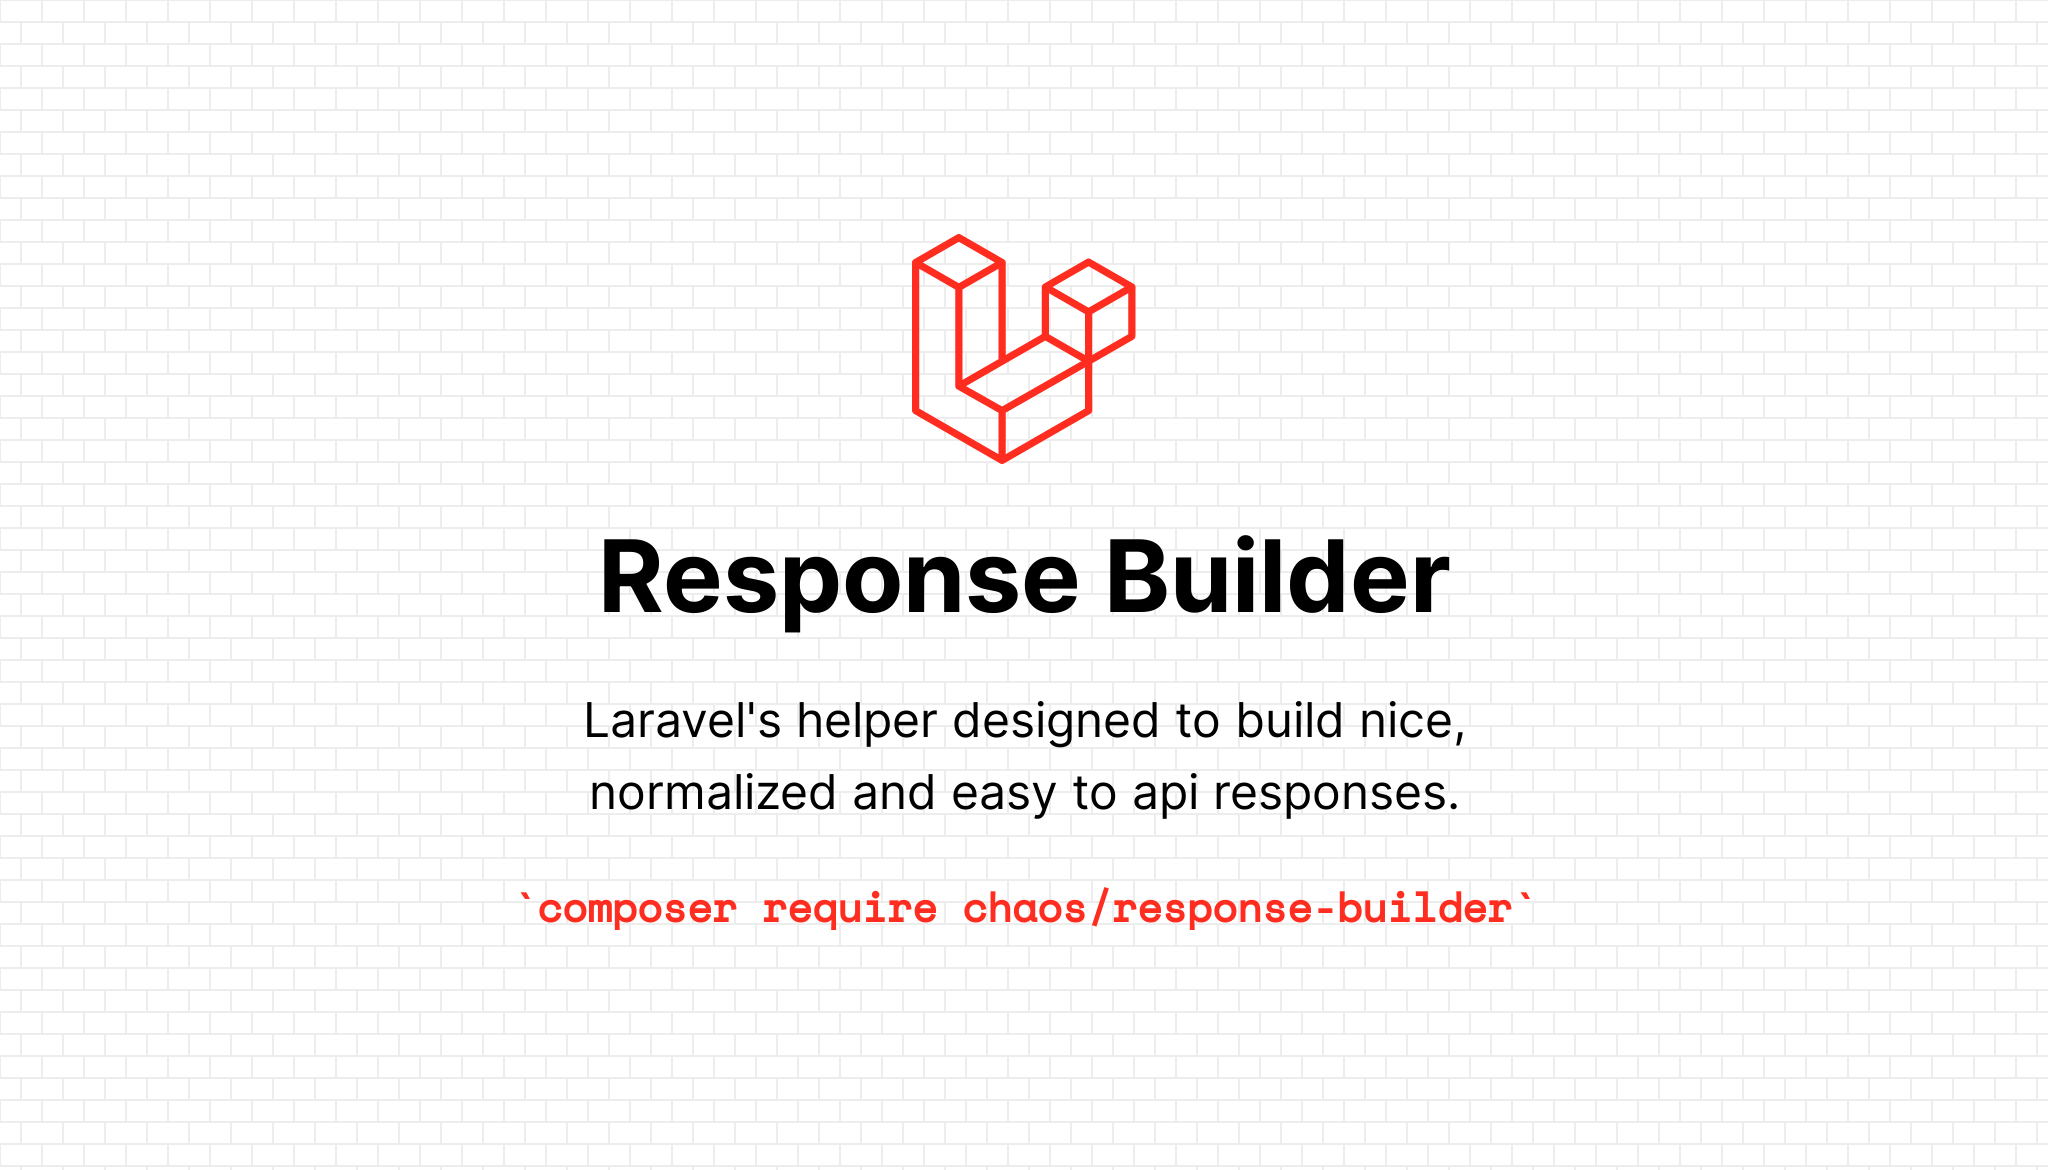 Response Builder
Laravel's helper designed to build nice,
normalized and easy to api responses.
`composer require chaos/response-builder`